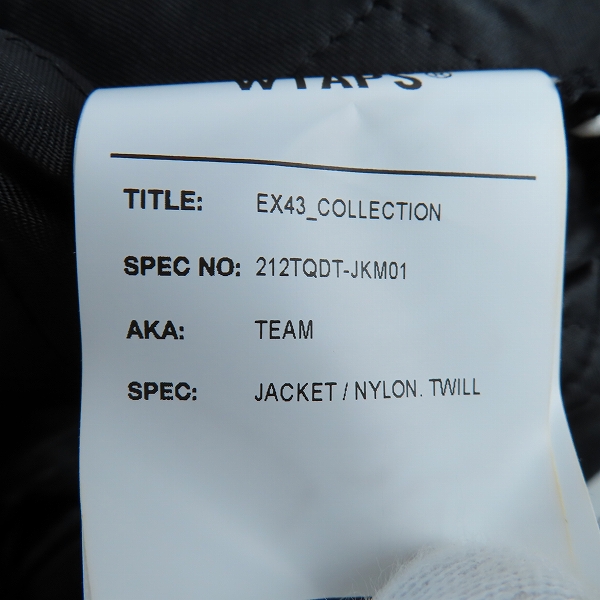 WTAPS®
TITLE: EX43_COLLECTION
SPEC NO: 212TQDT-JKM01
AKA: TEAM
SPEC: JACKET / NYLON. TWILL